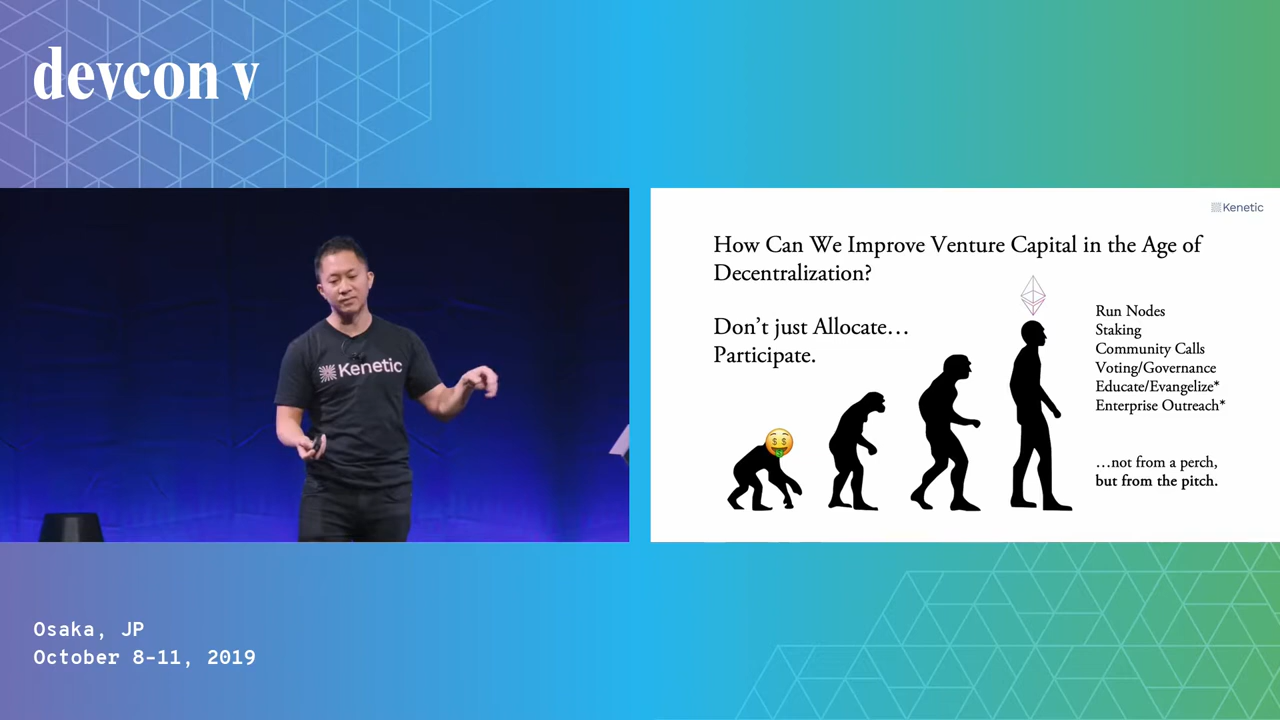 devcon v
Kenetic
Kenetic
How Can We Improve Venture Capital in the Age of
Decentralization?
Don’t just Allocate…
Participate.
Run Nodes
Staking
Community Calls
Voting/Governance
Educate/Evangelize*
Enterprise Outreach*
…not from a perch,
but from the pitch.
Osaka, JP
October 8-11, 2019